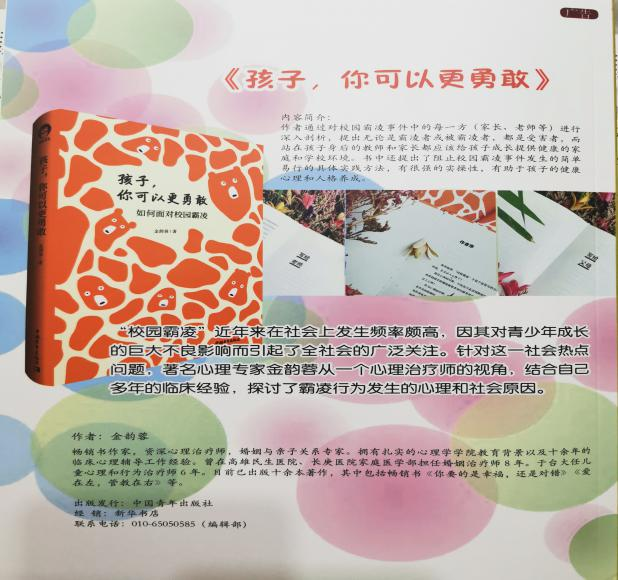 广告
《孩子，你可以更勇敢》
内容简介：
作者通过对校园霸凌事件中的每一方（家长、老师等）进行
深入剖析，提出无论是霸凌者或被霸凌者，都是受害者，而
站在孩子身后的教师和家长都应该给孩子成长提供健康的家
庭和学校环境。书中还提出了阻止校园霸凌事件发生的简单
易行的具体实践方法，有很强的实操性，有助于孩子的健康
心理和人格养成。
孩子，你可以更勇敢
孩子，
你可以更勇敢
如何面对校园霸凌
金韵蓉 著
作者序
“校园霸凌”近年来在社会上发生频率颇高，因其对青少年成长
的巨大不良影响而引起了全社会的广泛关注。针对这一社会热点
问题，著名心理专家金韵蓉从一个心理治疗师的视角，结合自己
多年的临床经验，探讨了霸凌行为发生的心理和社会原因。
作者：金韵蓉
畅销书作家，资深心理治疗师，婚姻与亲子关系专家。拥有扎实的心理学学院教育背景以及十余年的
临床心理辅导工作经验。曾在高雄民生医院、长庚医院家庭医学部担任婚姻治疗师8年。于台大任儿
童心理和行为治疗师6年。目前已出版十余本著作，其中包括畅销书《你要的是幸福，还是对错》《爱
在左，管教在右》等。
出版发行：中国青年出版社
经 销：新华书店
联系电话：010-65050585（编辑部）